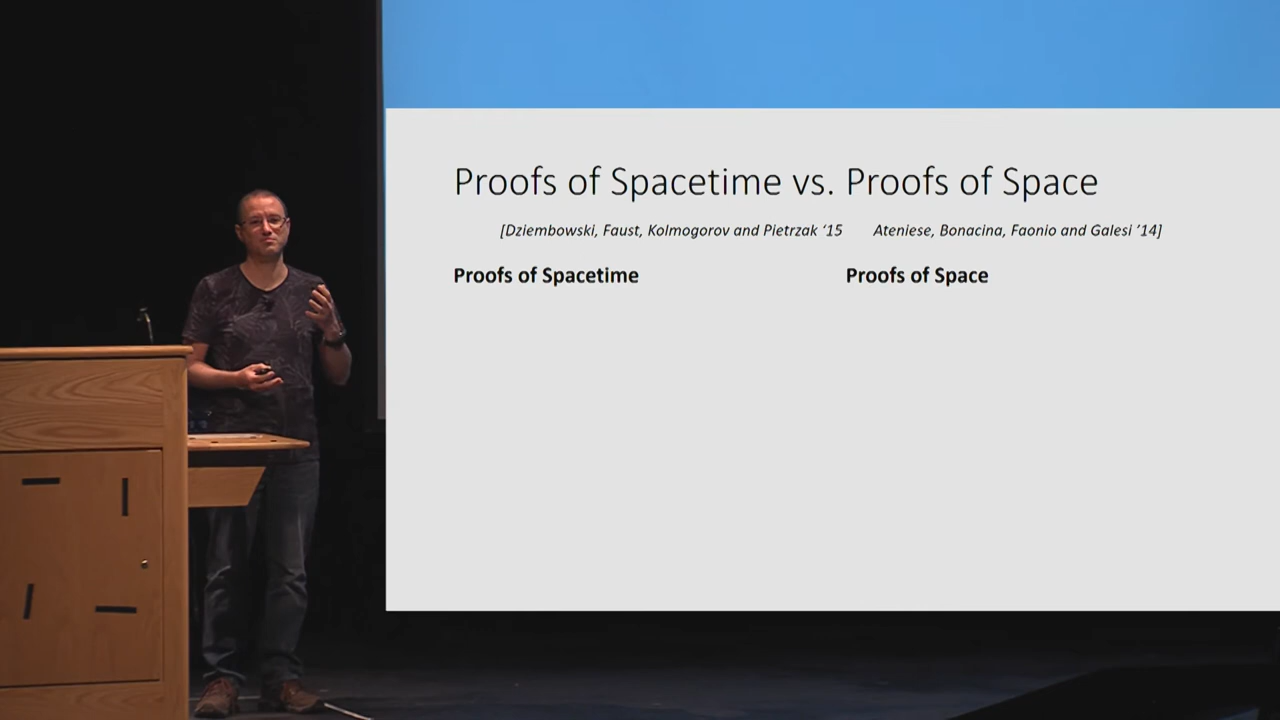 Proofs of Spacetime vs. Proofs of Space
[Dziembowski, Faust, Kolmogorov and Pietrzak ‘15 Ateniese, Bonacina, Faonio and Galesi ’14]
Proofs of Spacetime
Proofs of Space